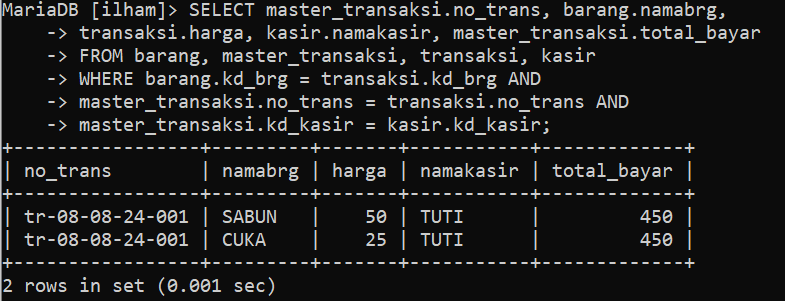 MariaDB [ilham]> SELECT master_transaksi.no_trans, barang.namabrg,
    -> transaksi.harga, kasir.namakasir, master_transaksi.total_bayar
    -> FROM barang, master_transaksi, transaksi, kasir
    -> WHERE barang.kd_brg = transaksi.kd_brg AND
    -> master_transaksi.no_trans = transaksi.no_trans AND
    -> master_transaksi.kd_kasir = kasir.kd_kasir;
+-----------------+---------+-------+-----------+-------------+
| no_trans        | namabrg | harga | namakasir | total_bayar |
+-----------------+---------+-------+-----------+-------------+
| tr-08-08-24-001 | SABUN   |    50 | TUTI      |         450 |
| tr-08-08-24-001 | CUKA    |    25 | TUTI      |         450 |
+-----------------+---------+-------+-----------+-------------+
2 rows in set (0.001 sec)